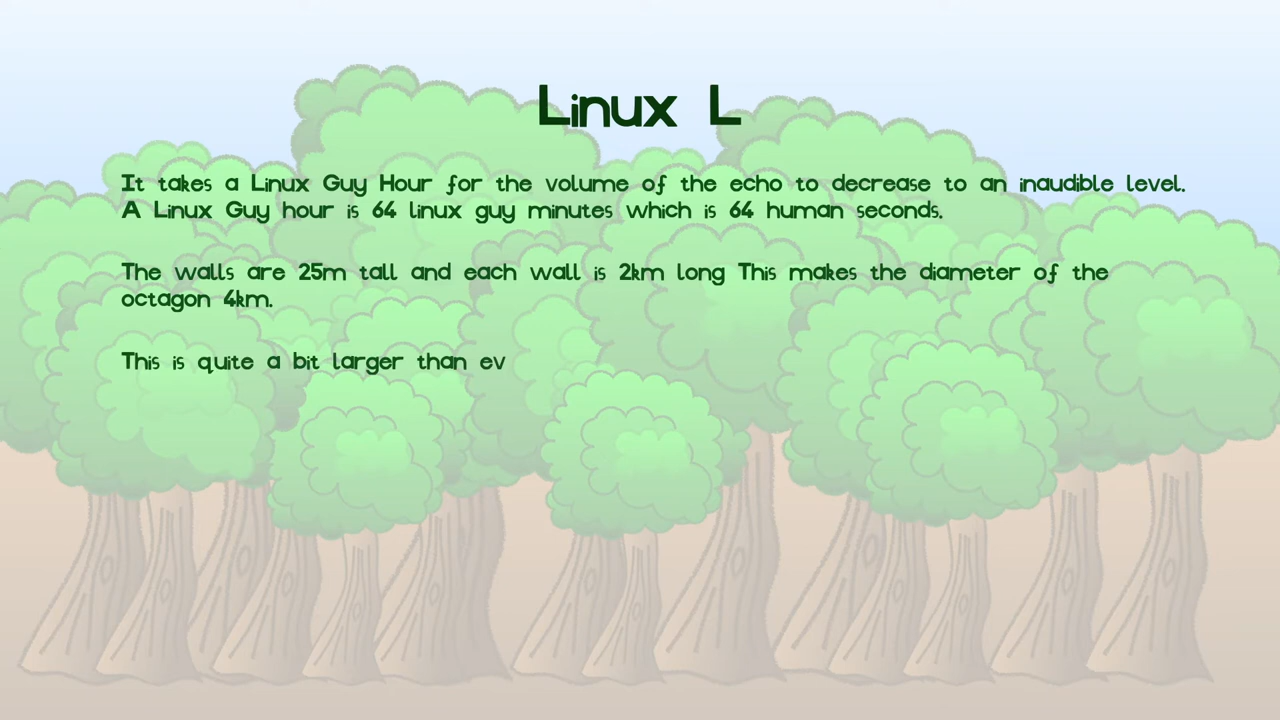 Linux L
It takes a Linux Guy Hour for the volume of the echo to decrease to an inaudible level.
A Linux Guy hour is 64 linux guy minutes which is 64 human seconds.
The walls are 25m tall and each wall is 2km long This makes the diameter of the
octagon 4km.
This is quite a bit larger than ev